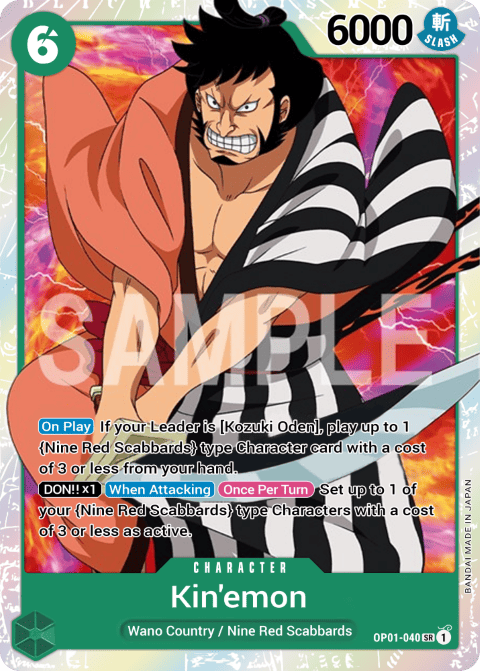 6
6000
斬
SLASH
SAMPLE
On Play If your Leader is [Kozuki Oden], play up to 1
{Nine Red Scabbards} type Character card with a cost
of 3 or less from your hand.
DON!!×1 When Attacking Once Per Turn Set up to 1 of
your {Nine Red Scabbards} type Characters with a cost
of 3 or less as active.
BANDAI MADE IN JAPAN
CHARACTER
Kin'emon
Wano Country / Nine Red Scabbards
OP01-040 SR 1